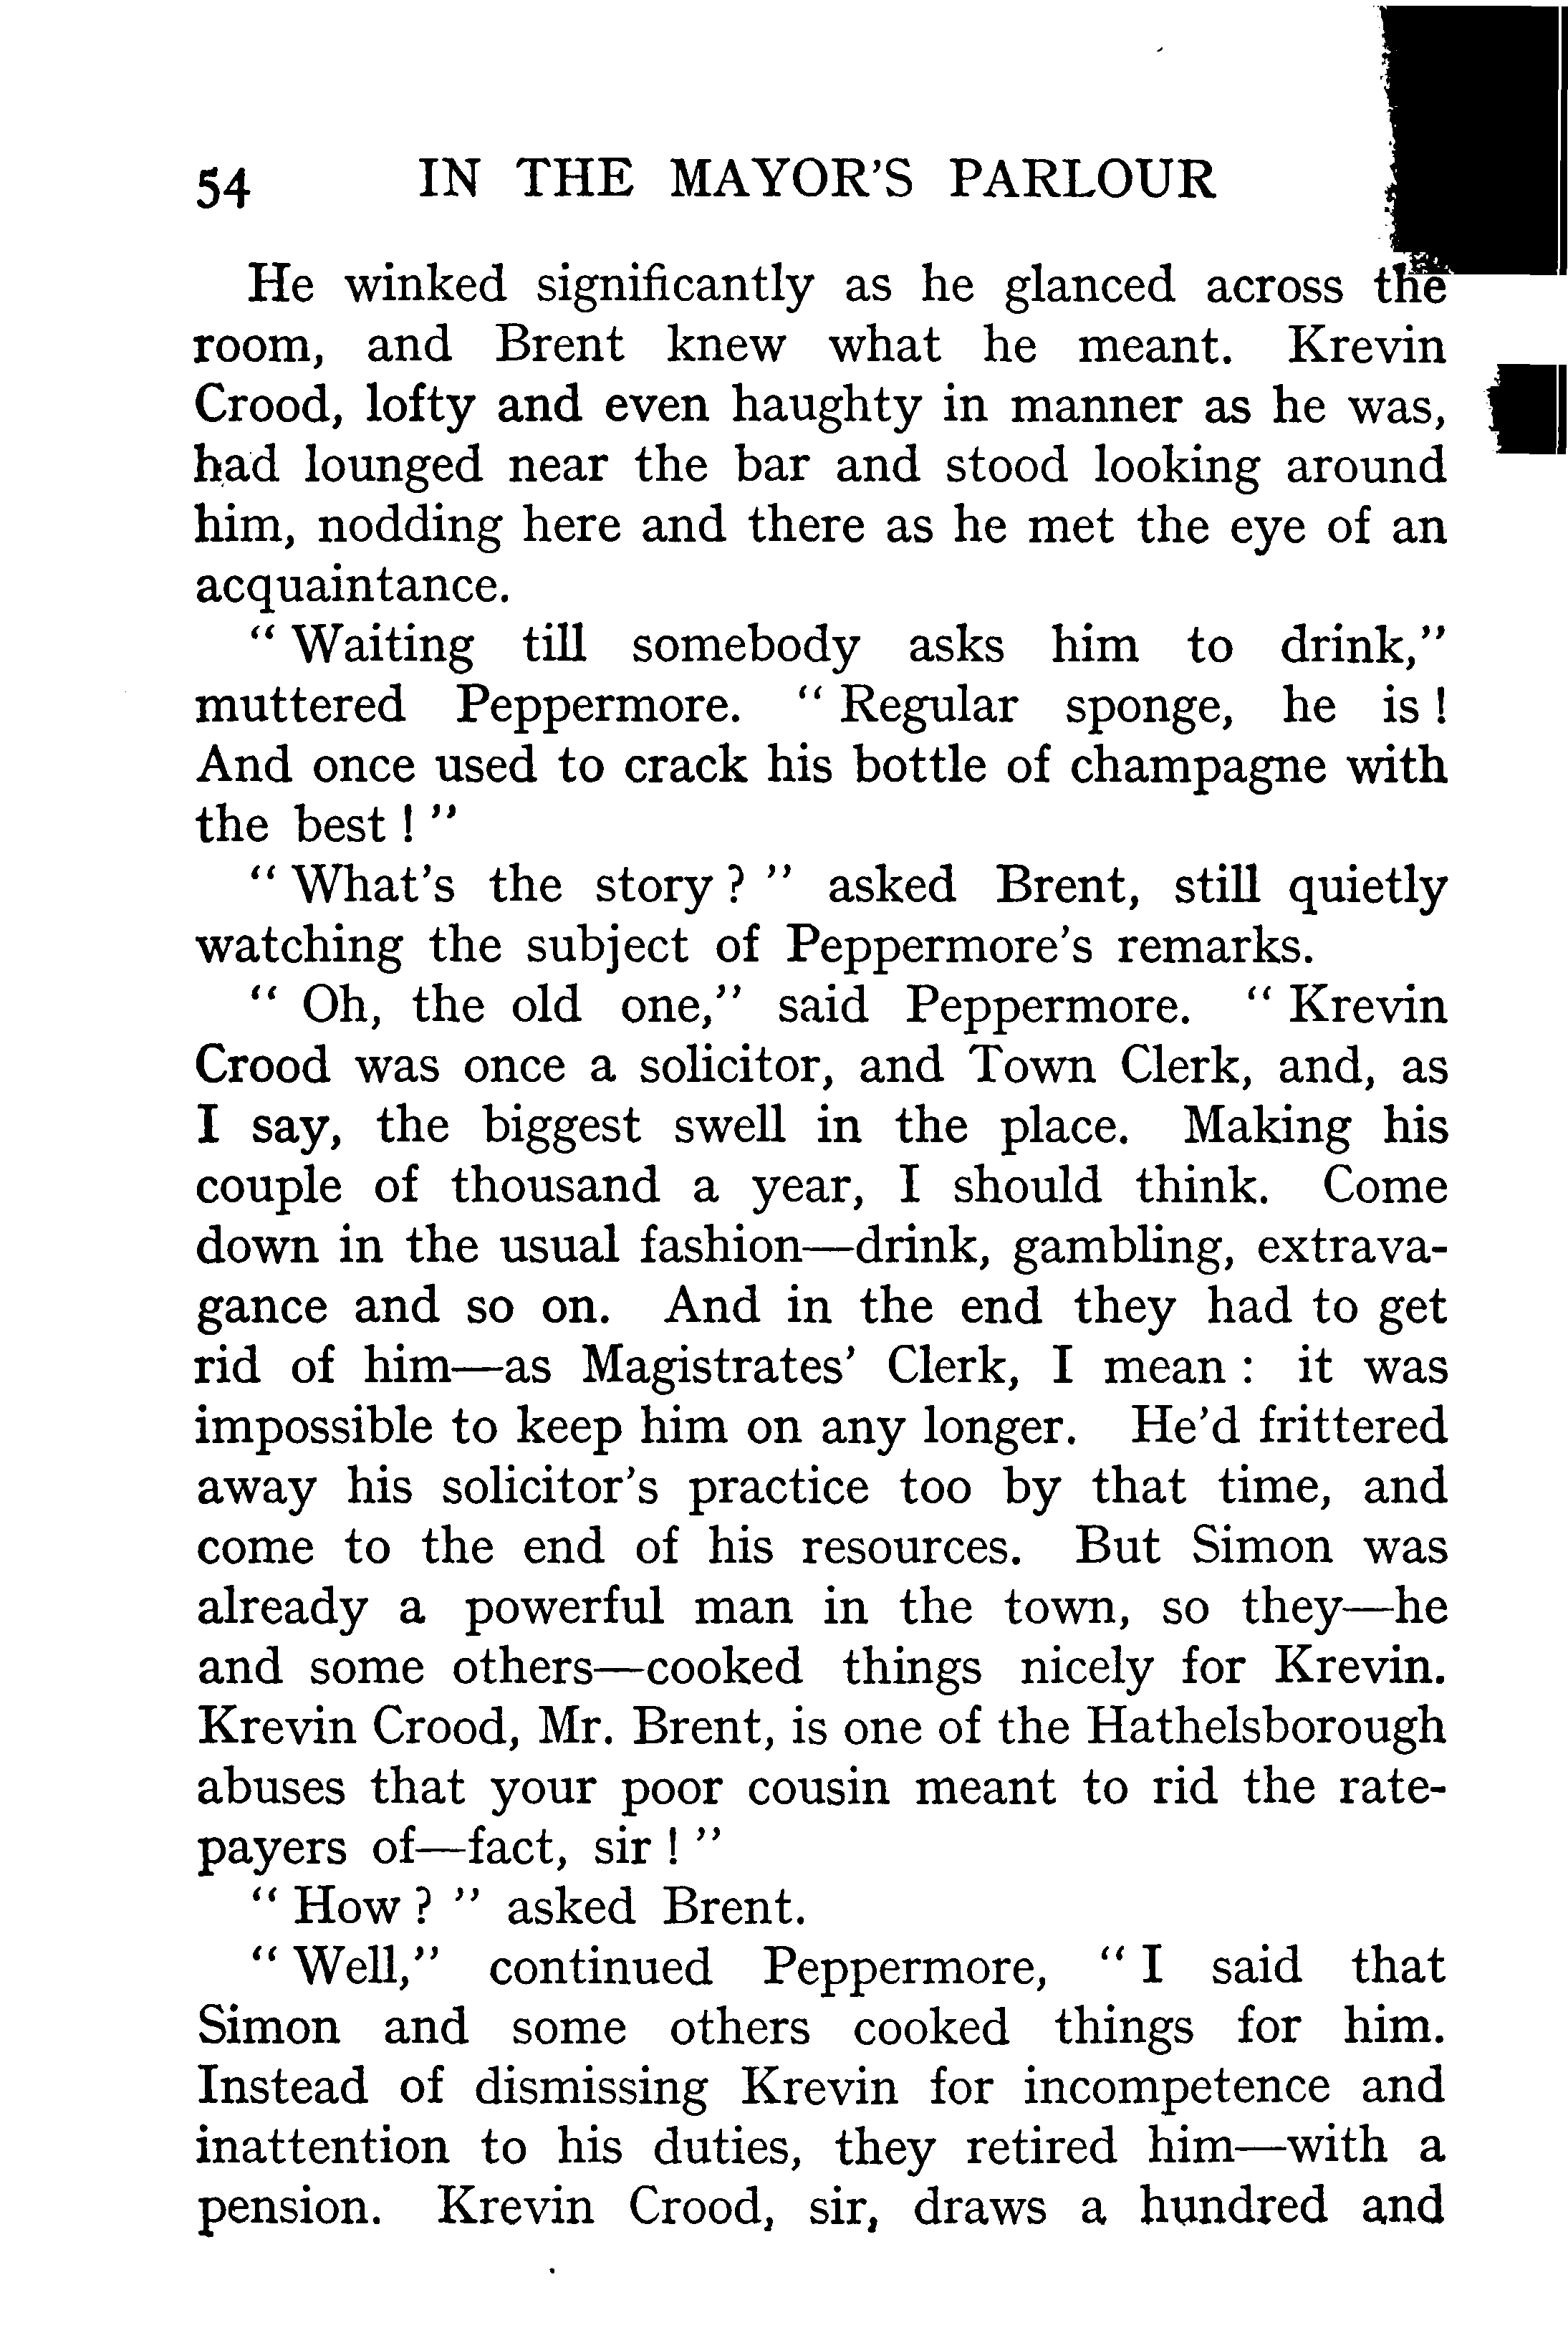 54 IN THE MAYOR'S PARLOUR
He winked significantly as he glanced across the
room, and Brent knew what he meant. Krevin
Crood, lofty and even haughty in manner as he was,
had lounged near the bar and stood looking around
him, nodding here and there as he met the eye of an
acquaintance.
“ Waiting till somebody asks him to drink,”
muttered Peppermore. “ Regular sponge, he is !
And once used to crack his bottle of champagne with
the best ! ”
“ What's the story ? ” asked Brent, still quietly
watching the subject of Peppermore's remarks.
“ Oh, the old one,” said Peppermore. “ Krevin
Crood was once a solicitor, and Town Clerk, and, as
I say, the biggest swell in the place. Making his
couple of thousand a year, I should think. Come
down in the usual fashion—drink, gambling, extrava-
gance and so on. And in the end they had to get
rid of him—as Magistrates' Clerk, I mean : it was
impossible to keep him on any longer. He'd frittered
away his solicitor's practice too by that time, and
come to the end of his resources. But Simon was
already a powerful man in the town, so they—he
and some others—cooked things nicely for Krevin.
Krevin Crood, Mr. Brent, is one of the Hathelsborough
abuses that your poor cousin meant to rid the rate-
payers of—fact, sir ! ”
“ How ? ” asked Brent.
“ Well,” continued Peppermore, “ I said that
Simon and some others cooked things for him.
Instead of dismissing Krevin for incompetence and
inattention to his duties, they retired him—with a
pension. Krevin Crood, sir, draws a hundred and